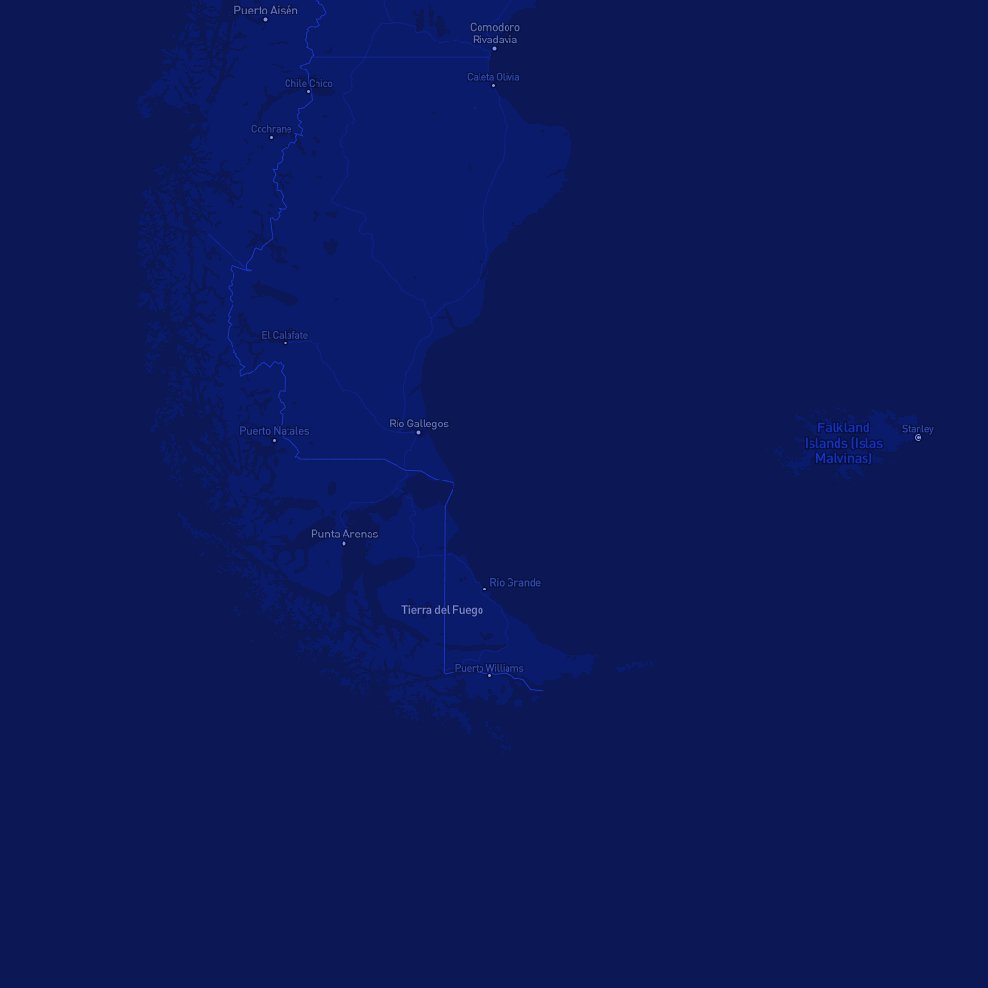 Puerto Aisén
Comodoro
Rivadavia
Caleta Olivia
Chile Chico
Cochrane
El Calafate
Río Gallegos
Puerto Natales
Falkland
Islands (Islas
Malvinas)
Stanley
Punta Arenas
Río Grande
Tierra del Fuego
Puerto Williams